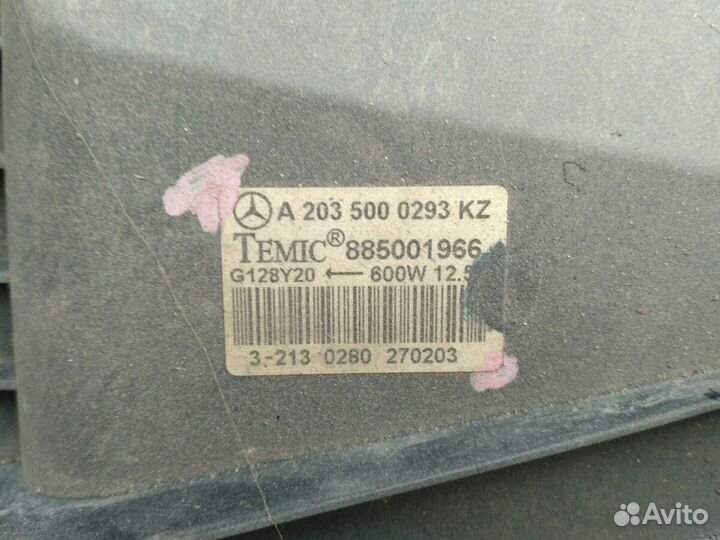 A 203 500 0293 KZ
TEMIC® 885001966
G128Y20 ← 600W 12.5
3-213 0280 270203
Avito